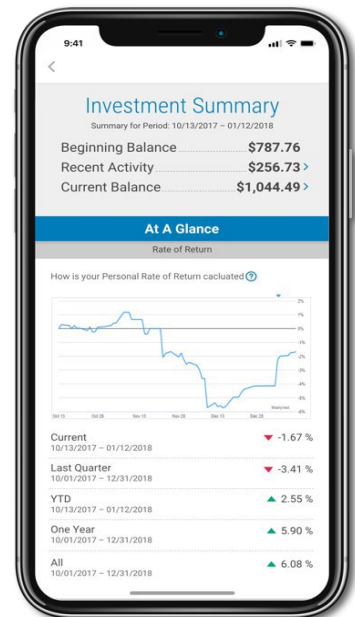 9:41
Investment Summary
Summary for Period: 10/13/2017 – 01/12/2018
Beginning Balance $787.76
Recent Activity $256.73 >
Current Balance $1,044.49 >
At A Glance
Rate of Return
How is your Personal Rate of Return cacluated ?
2%
1%
0%
-1%
-2%
-3%
-4%
-5%
-6%
Oct 13 Oct 28 Nov 13 Nov 28 Dec 13 Dec 28
Current ▼ -1.67 %
10/13/2017 – 01/12/2018
Last Quarter ▼ -3.41 %
10/01/2017 – 12/31/2018
YTD ▲ 2.55 %
10/13/2017 – 01/12/2018
One Year ▲ 5.90 %
10/01/2017 – 12/31/2018
All ▲ 6.08 %
10/01/2017 – 12/31/2018